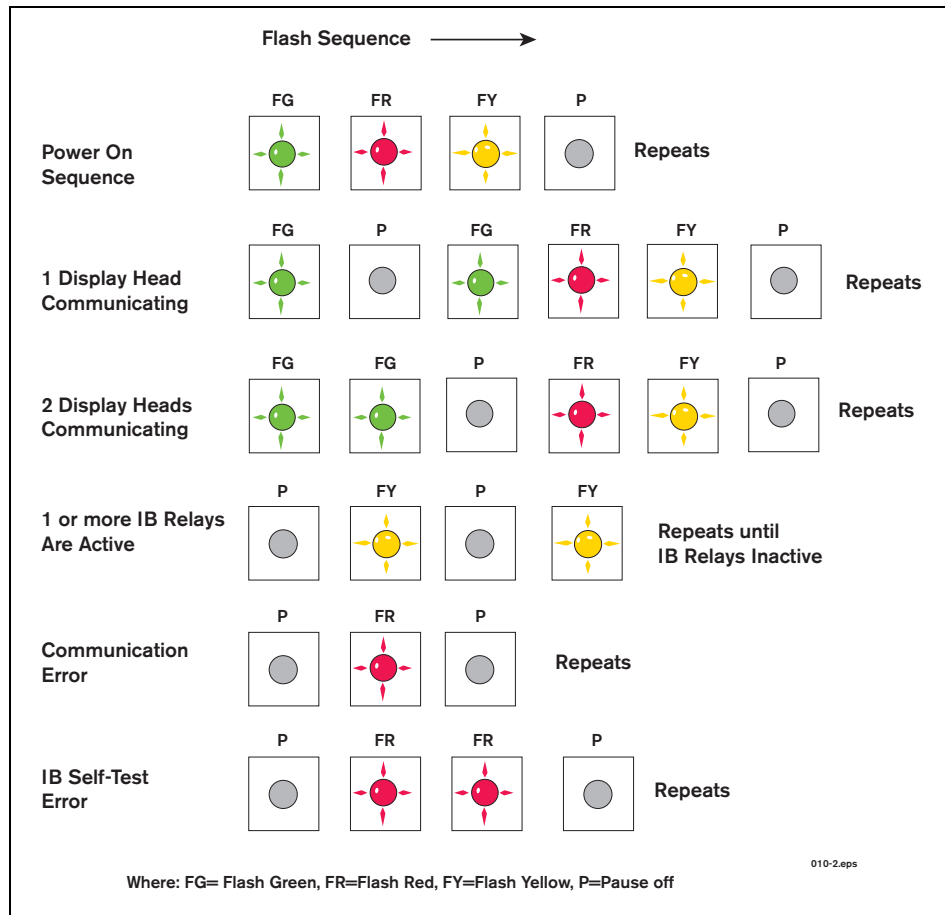 Flash Sequence
FG FR FY P
Power On
Sequence
Repeats
FG P FG FR FY P
1 Display Head
Communicating
Repeats
FG FG P FR FY P
2 Display Heads
Communicating
Repeats
P FY P FY
1 or more IB Relays
Are Active
Repeats until
IB Relays Inactive
P FR P
Communication
Error
Repeats
P FR FR P
IB Self-Test
Error
Repeats
010-2.eps
Where: FG= Flash Green, FR=Flash Red, FY=Flash Yellow, P=Pause off